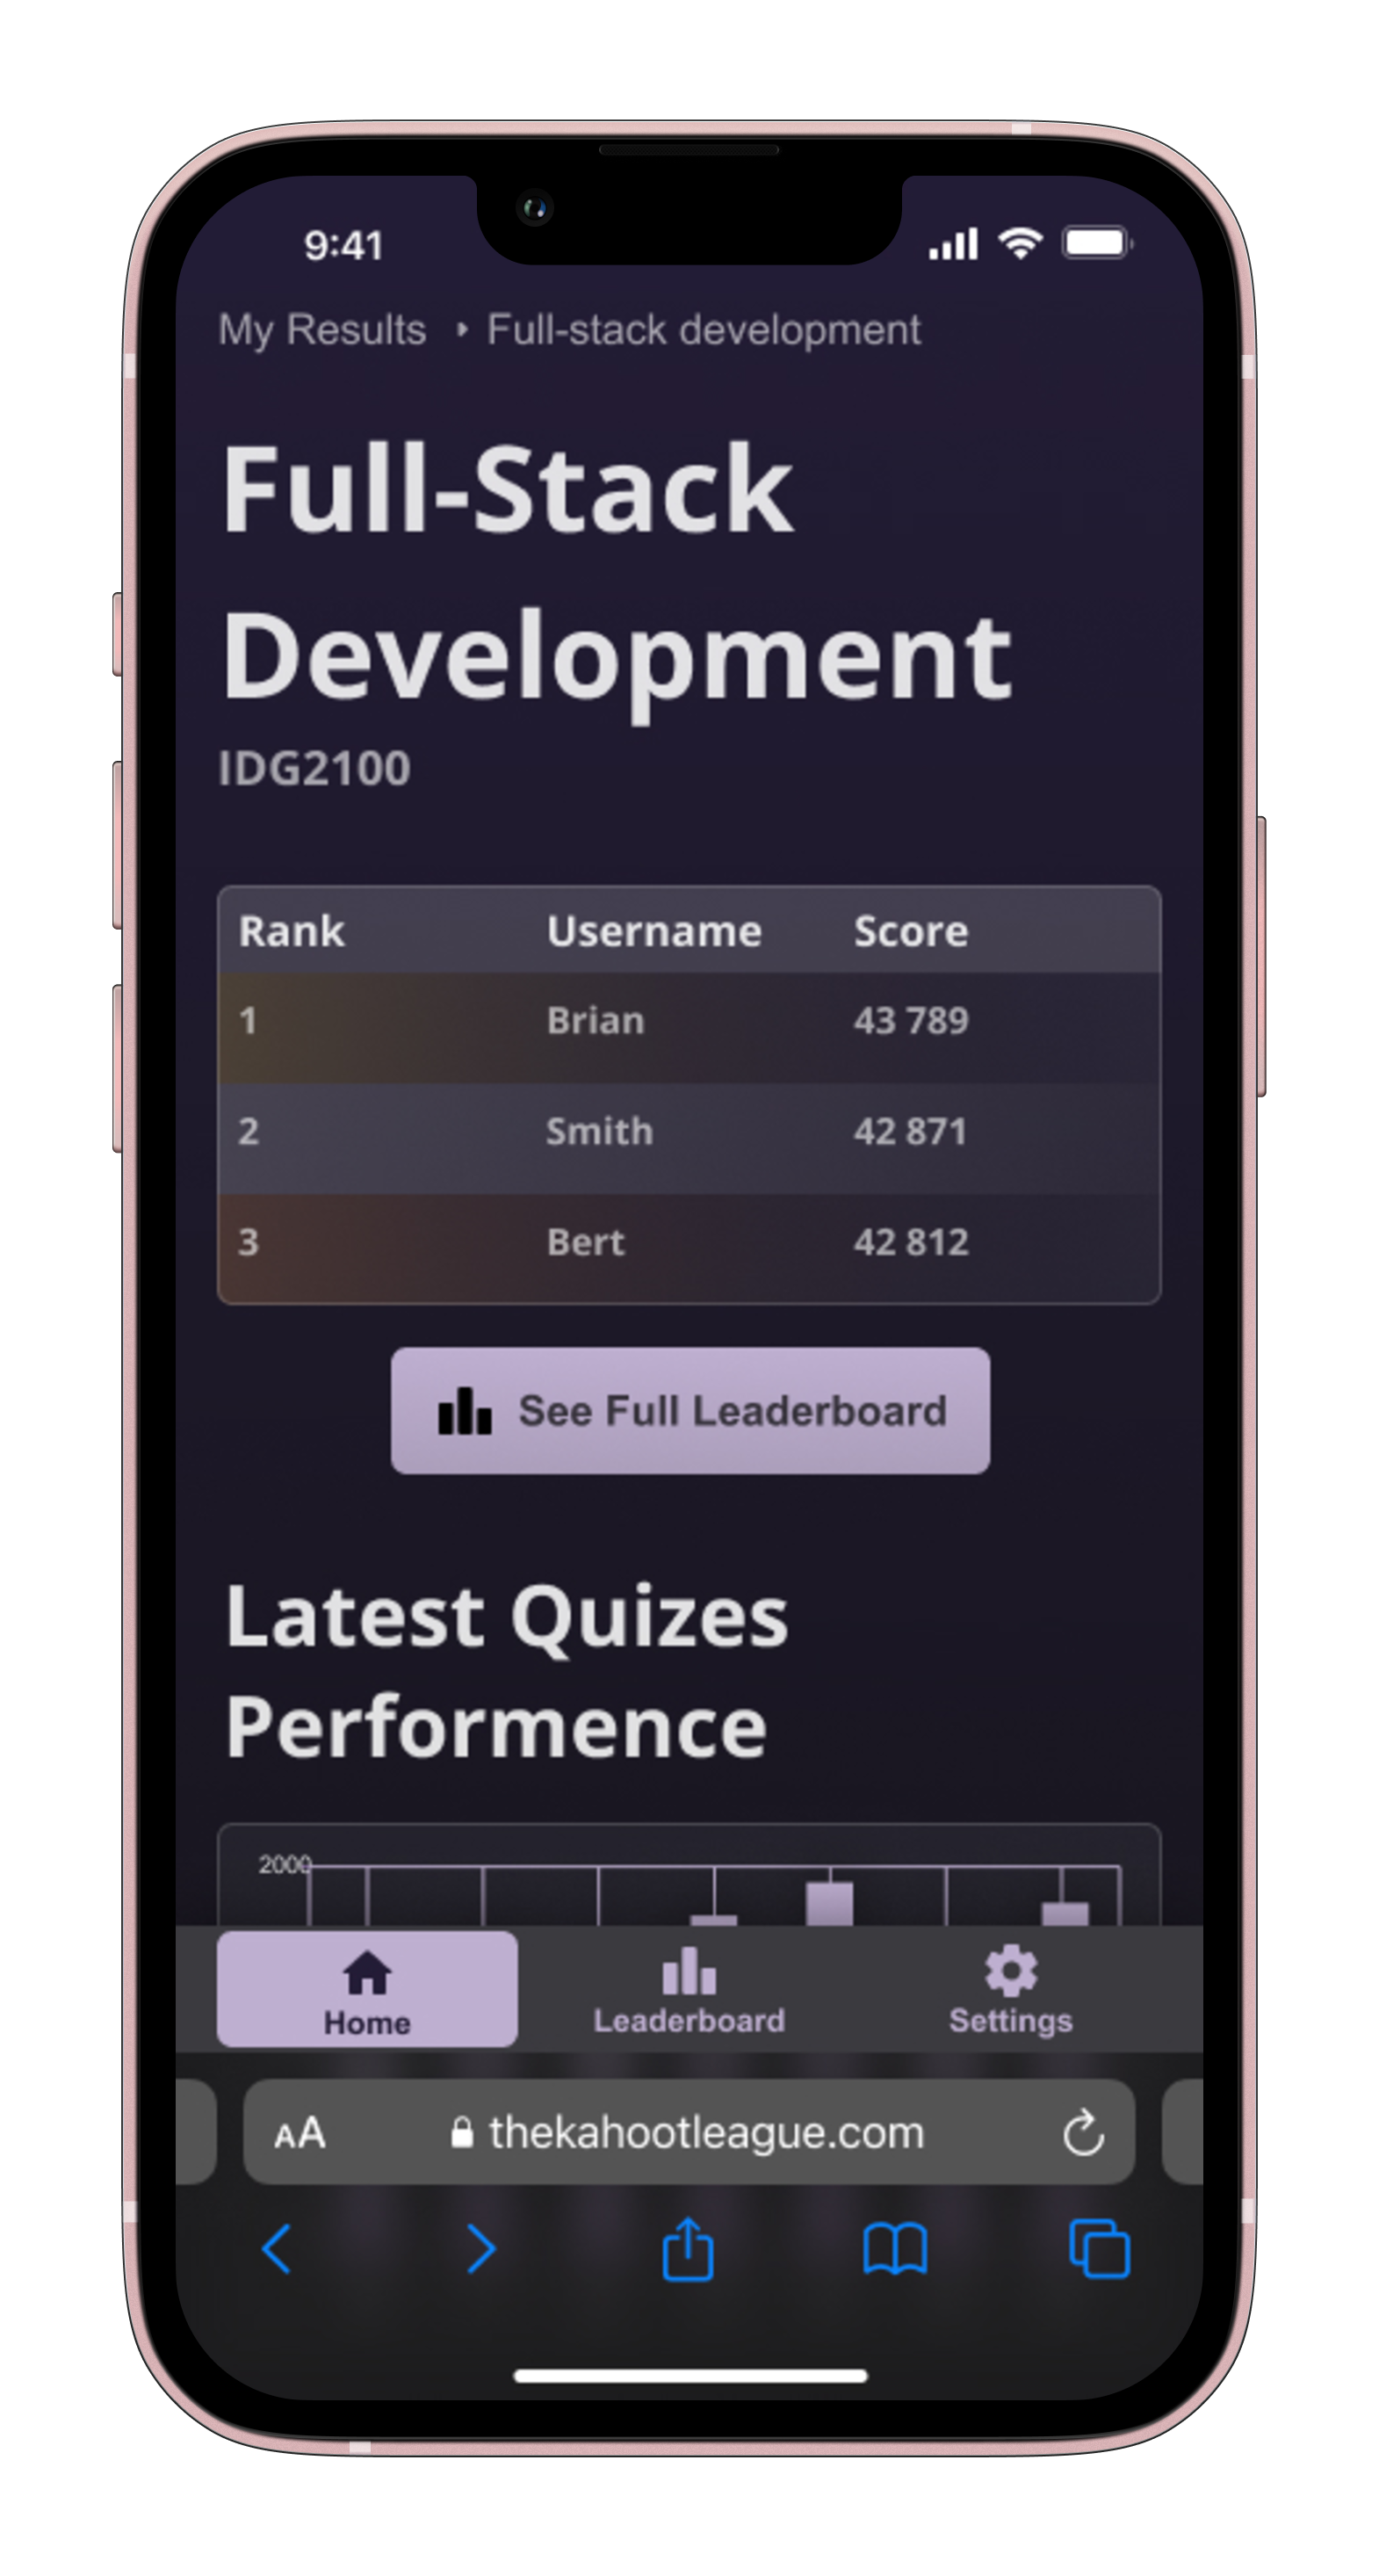 9:41
My Results ‣ Full-stack development
Full-Stack
Development
IDG2100
Rank Username Score
1 Brian 43 789
2 Smith 42 871
3 Bert 42 812
See Full Leaderboard
Latest Quizes
Performence
2000
Home Leaderboard Settings
AA thekahootleague.com